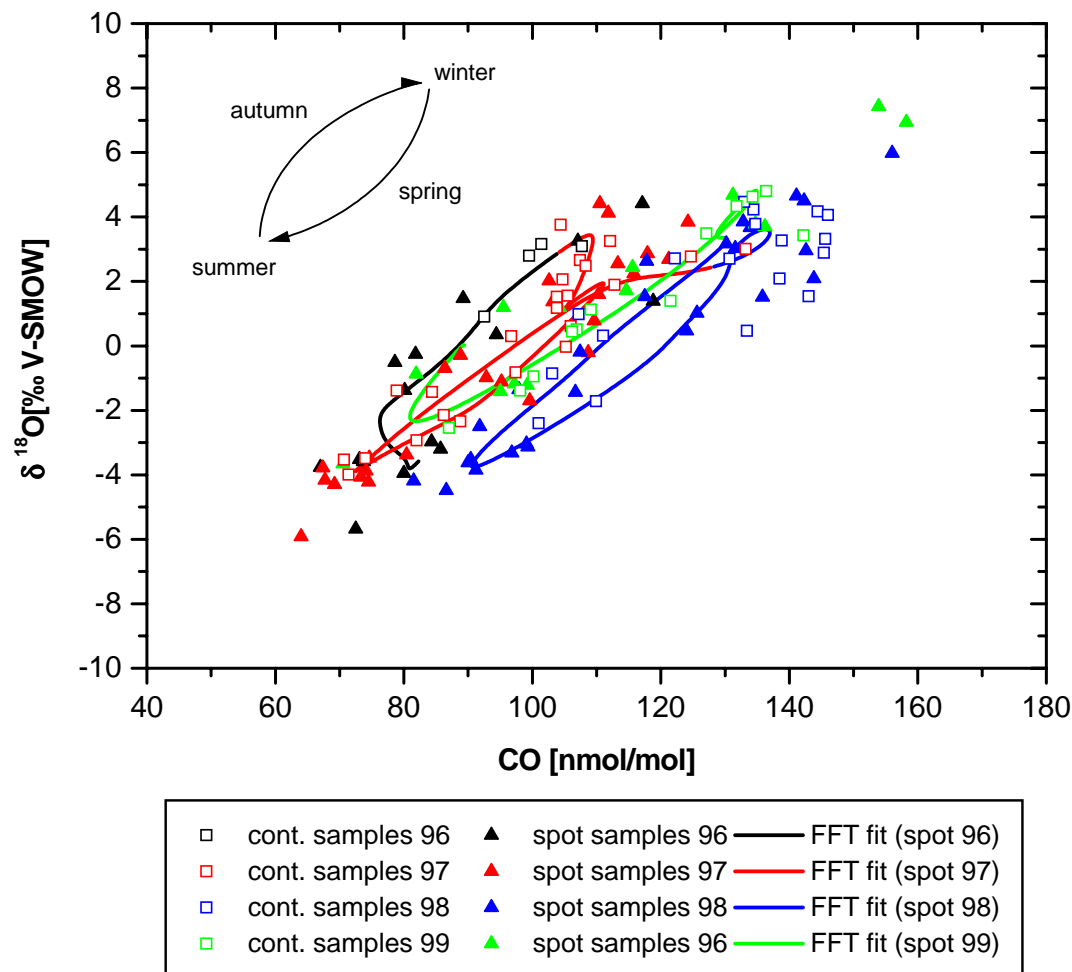 10
8
6
4
2
0
-2
-4
-6
-8
-10
δ ¹⁸O[‰ V-SMOW]
winter
autumn
spring
summer
40 60 80 100 120 140 160 180
CO [nmol/mol]
cont. samples 96 spot samples 96 FFT fit (spot 96)
cont. samples 97 spot samples 97 FFT fit (spot 97)
cont. samples 98 spot samples 98 FFT fit (spot 98)
cont. samples 99 spot samples 96 FFT fit (spot 99)